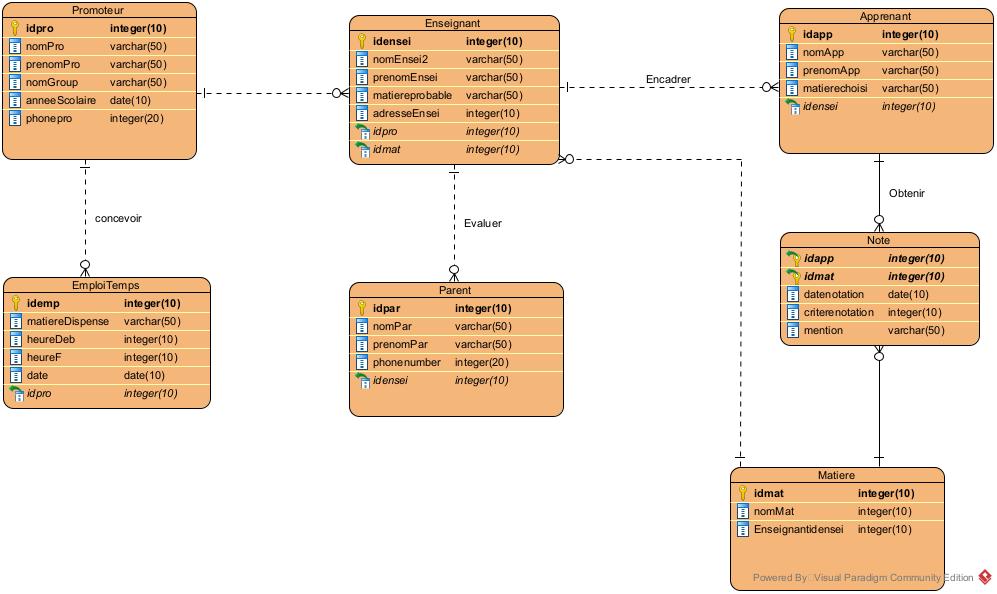 Promoteur
idpro integer(10)
nomPro varchar(50)
prenomPro varchar(50)
nomGroup varchar(50)
anneeScolaire date(10)
phonepro integer(20)
Enseignant
idensei integer(10)
nomEnsei2 varchar(50)
prenomEnsei varchar(50)
matiereprobable varchar(50)
adresseEnsei integer(10)
idpro integer(10)
idmat integer(10)
Encadrer
Apprenant
idapp integer(10)
nomApp varchar(50)
prenomApp varchar(50)
matierechoisi varchar(50)
idensei integer(10)
concevoir
Evaluer
Obtenir
EmploiTemps
idemp integer(10)
matiereDispense varchar(50)
heureDeb integer(10)
heureF integer(10)
date date(10)
idpro integer(10)
Parent
idpar integer(10)
nomPar varchar(50)
prenomPar varchar(50)
phonenumber integer(20)
idensei integer(10)
Note
idapp integer(10)
idmat integer(10)
datenotation date(10)
criterenotation integer(10)
mention varchar(50)
Matiere
idmat integer(10)
nomMat integer(10)
Enseignantidensei integer(10)
Powered By Visual Paradigm Community Edition